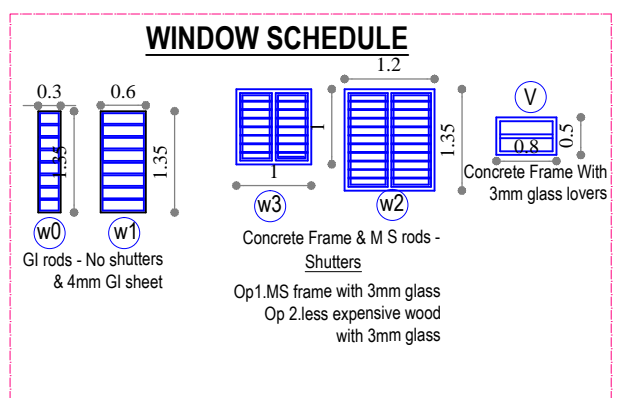 WINDOW SCHEDULE
0.3
0.6
1.35
1.35
w0
w1
GI rods - No shutters
& 4mm GI sheet
1
1
w3
1.2
1.35
w2
Concrete Frame & M S rods -
Shutters
Op1.MS frame with 3mm glass
Op 2.less expensive wood
with 3mm glass
V
0.8
0.5
Concrete Frame With
3mm glass lovers